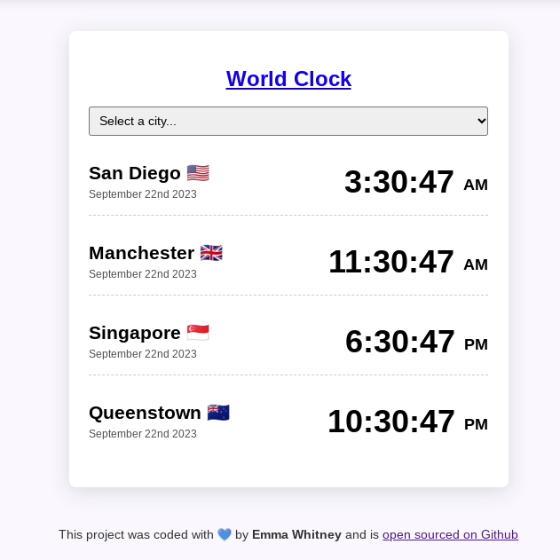 World Clock
Select a city...
San Diego 🇺🇸 3:30:47 AM
September 22nd 2023
Manchester 🇬🇧 11:30:47 AM
September 22nd 2023
Singapore 🇸🇬 6:30:47 PM
September 22nd 2023
Queenstown 🇳🇿 10:30:47 PM
September 22nd 2023
This project was coded with 💙 by Emma Whitney and is open sourced on Github